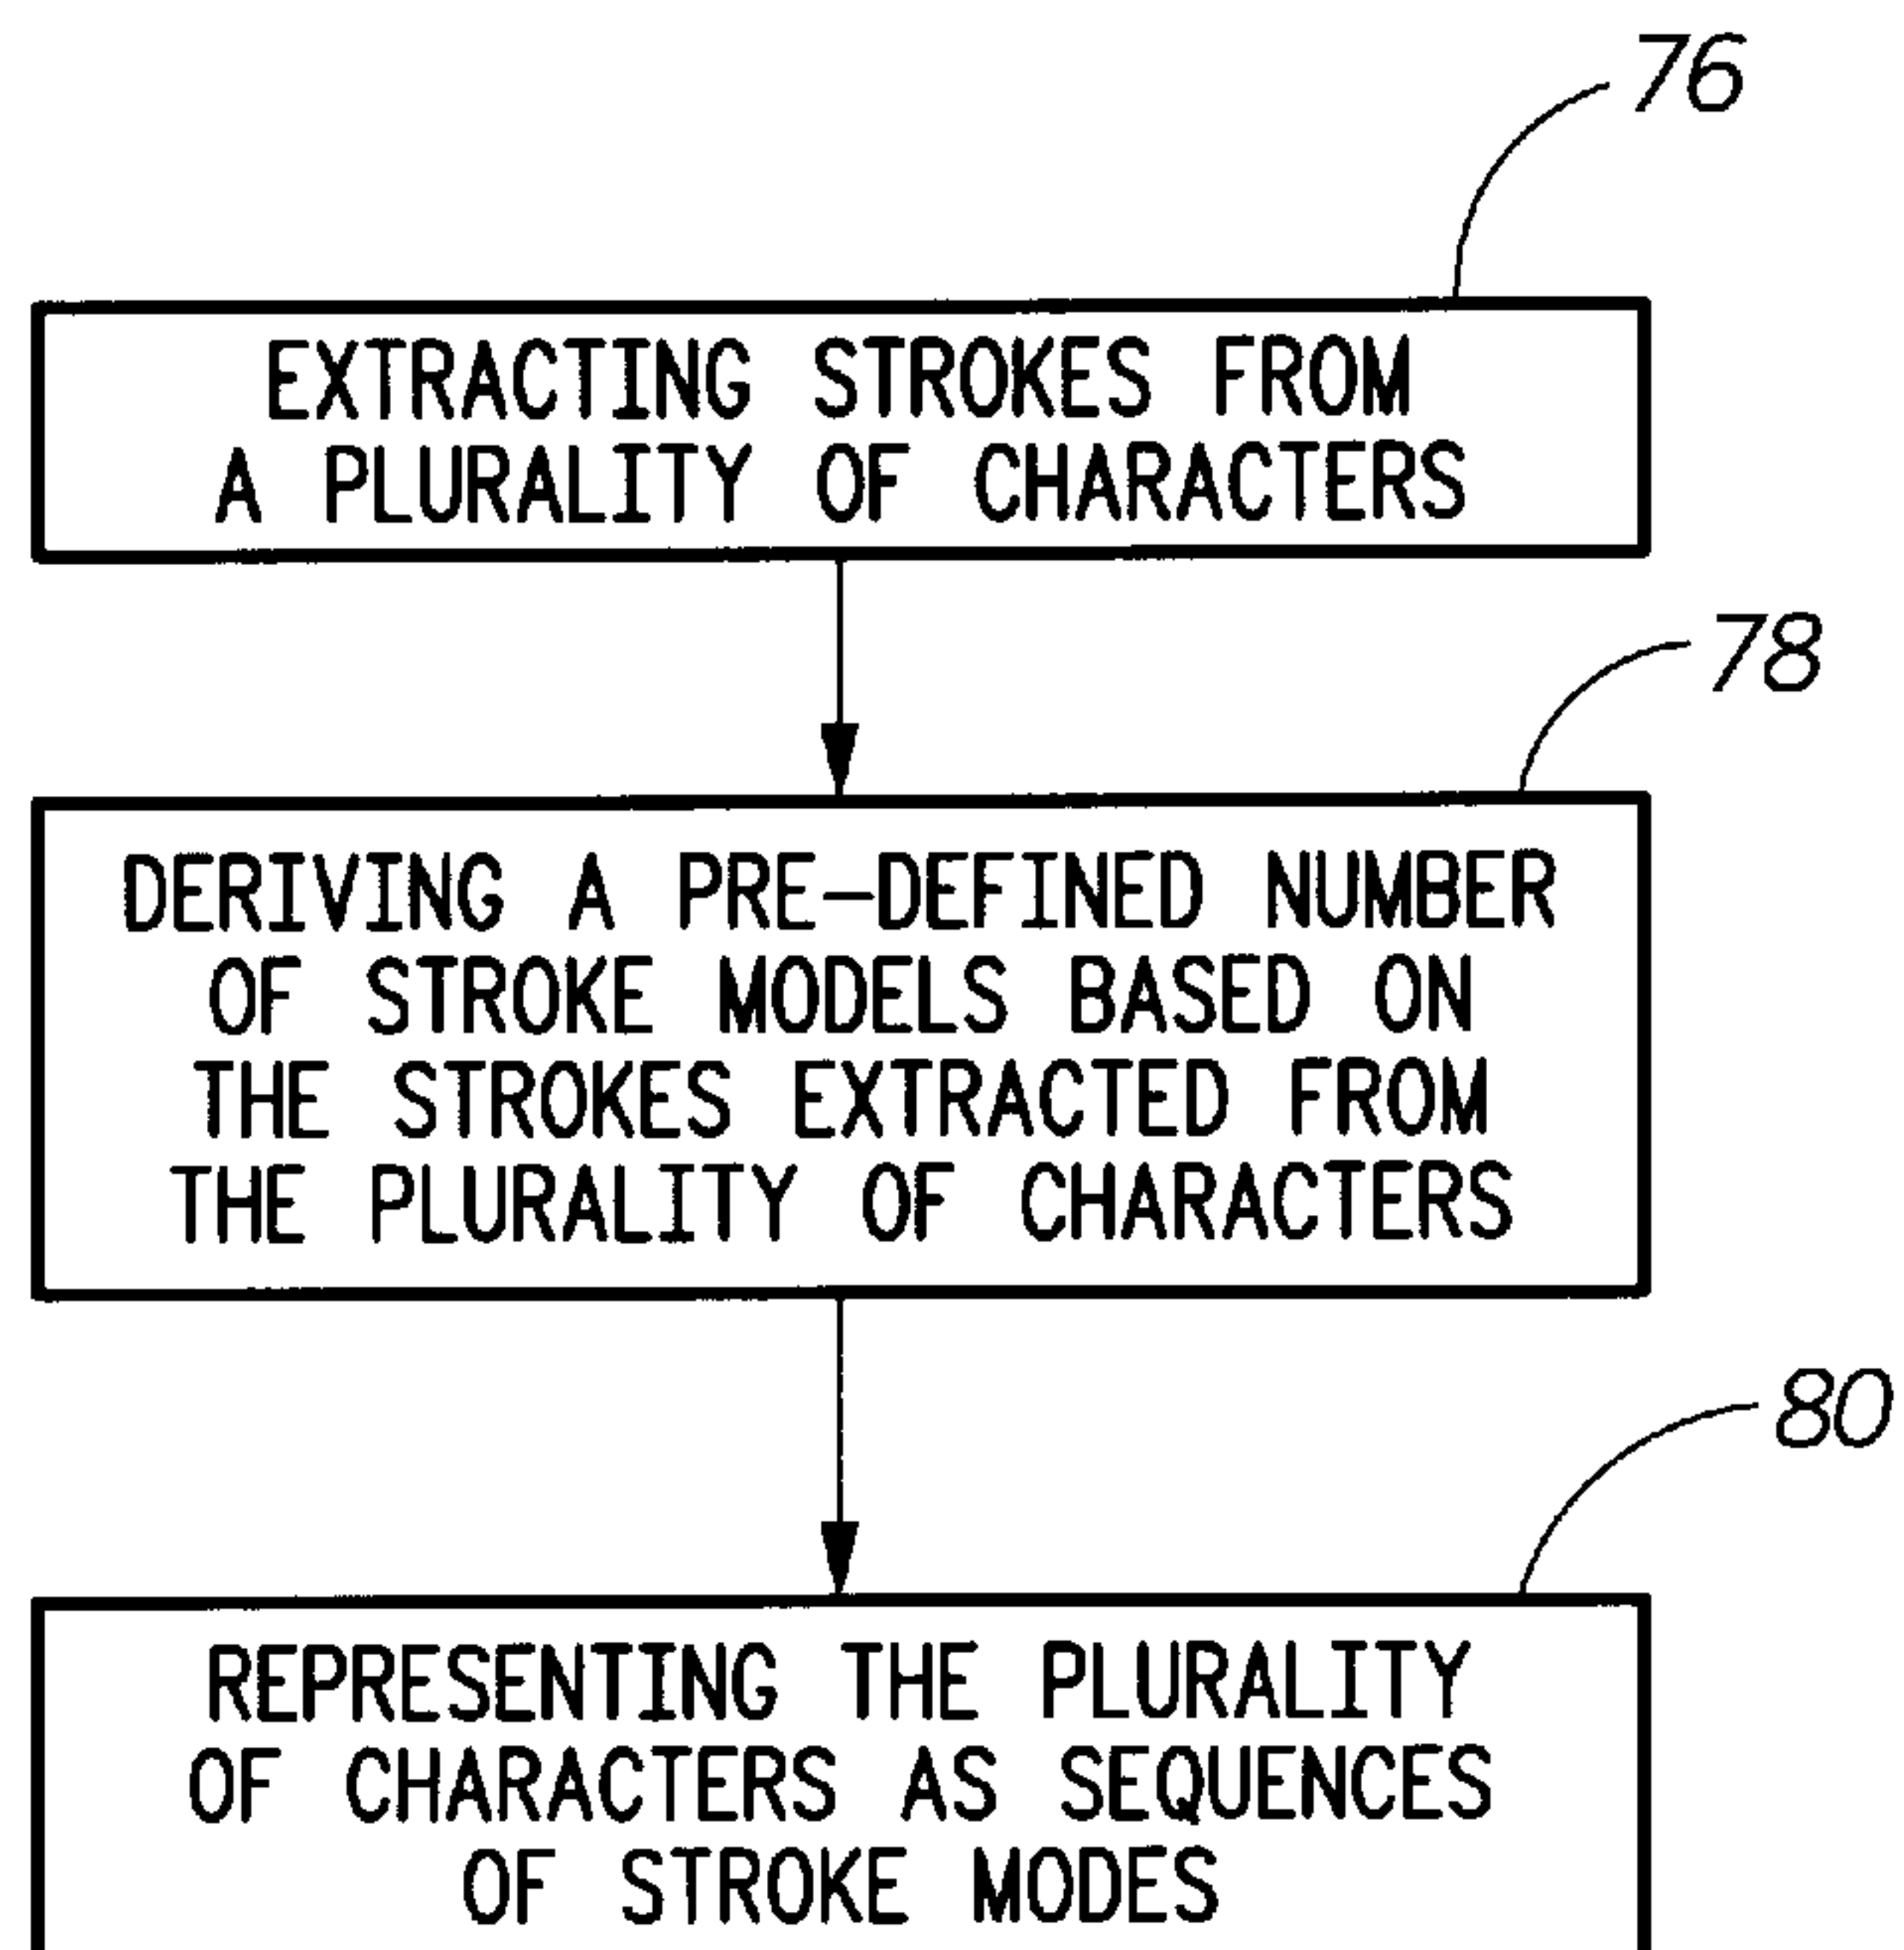 76
EXTRACTING STROKES FROM
A PLURALITY OF CHARACTERS
78
DERIVING A PRE-DEFINED NUMBER
OF STROKE MODELS BASED ON
THE STROKES EXTRACTED FROM
THE PLURALITY OF CHARACTERS
80
REPRESENTING THE PLURALITY
OF CHARACTERS AS SEQUENCES
OF STROKE MODES